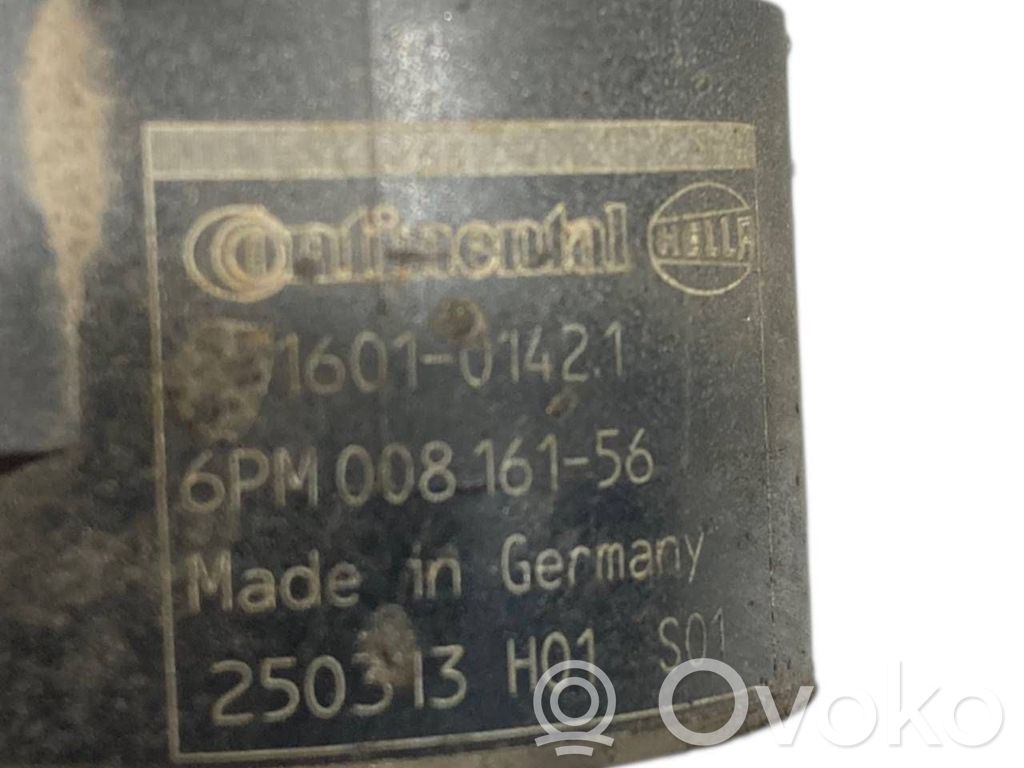 Continental HELLA
1601-0142.1
6PM 008 161-56
Made in Germany
250313 H01 S01
Ovoko